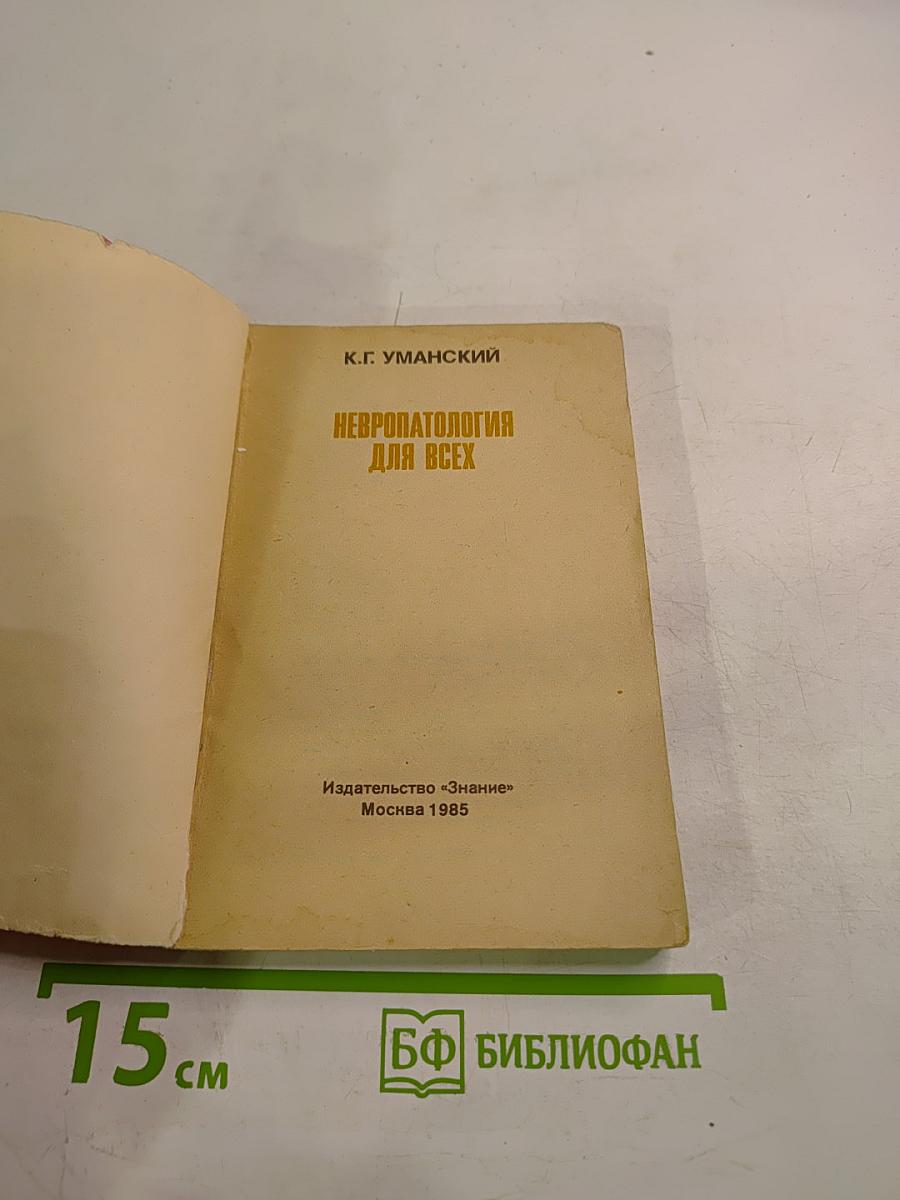 К.Г. УМАНСКИЙ
НЕВРОПАТОЛОГИЯ
ДЛЯ ВСЕХ
Издательство «Знание»
Москва 1985
15 см
БФ БИБЛИОФАН